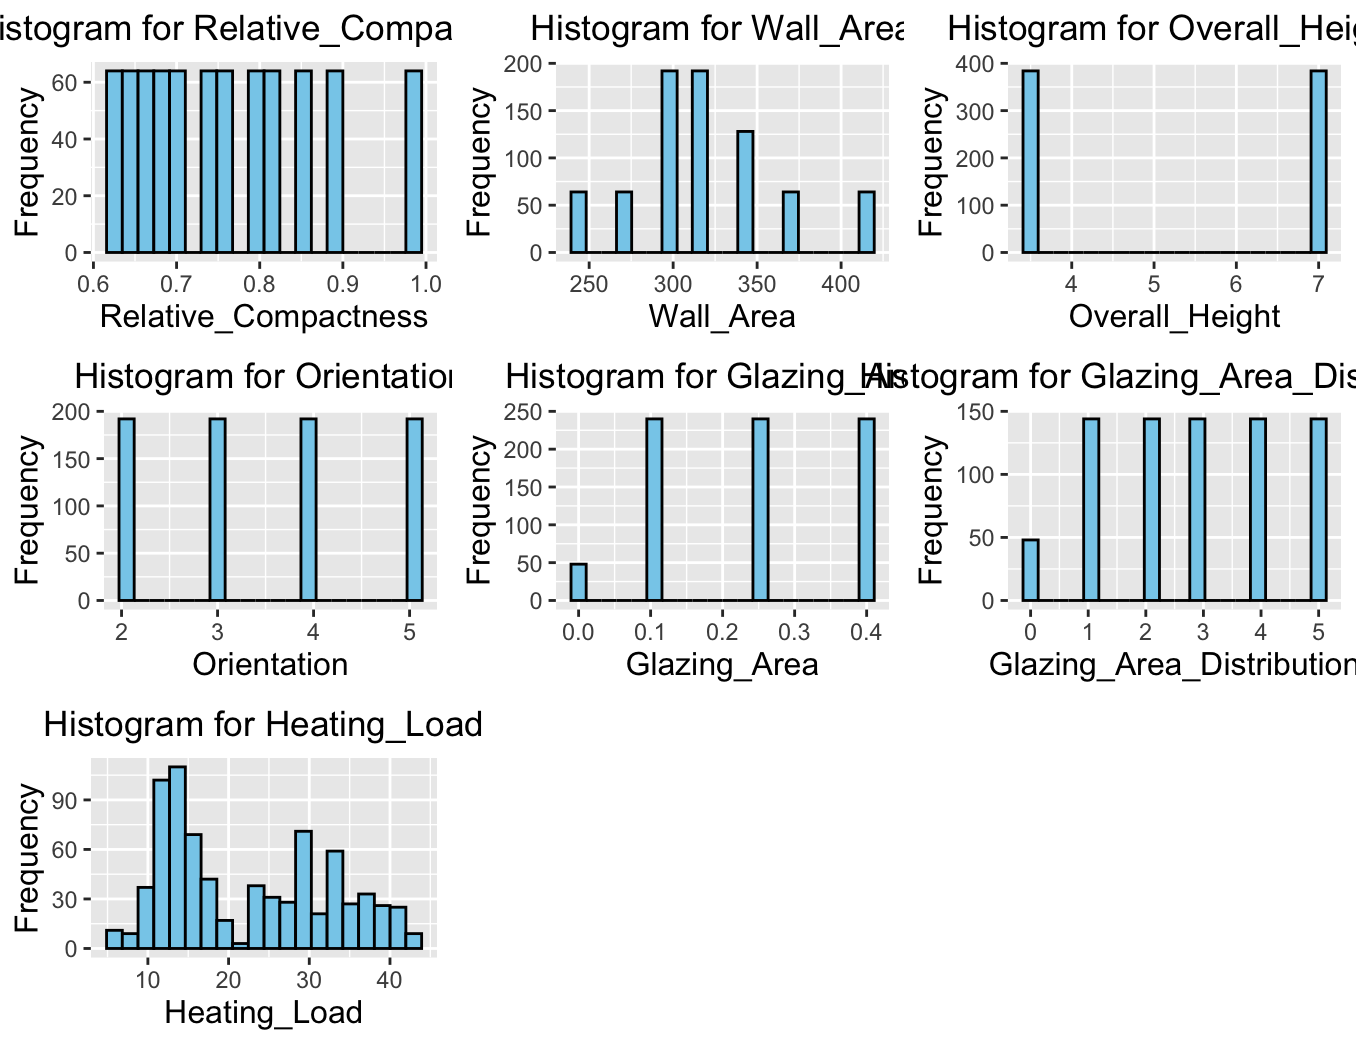 istogram for Relative_Compa
Frequency
60
40
20
0
0.6 0.7 0.8 0.9 1.0
Relative_Compactness
Histogram for Wall_Area
Frequency
200
150
100
50
0
250 300 350 400
Wall_Area
Histogram for Overall_Heig
Frequency
400
300
200
100
0
4 5 6 7
Overall_Height
Histogram for Orientation
Frequency
200
150
100
50
0
2 3 4 5
Orientation
Histogram for Glazing_
Frequency
250
200
150
100
50
0
0.0 0.1 0.2 0.3 0.4
Glazing_Area
Histogram for Glazing_Area_Dis
Frequency
150
100
50
0
0 1 2 3 4 5
Glazing_Area_Distribution
Histogram for Heating_Load
Frequency
90
60
30
0
10 20 30 40
Heating_Load